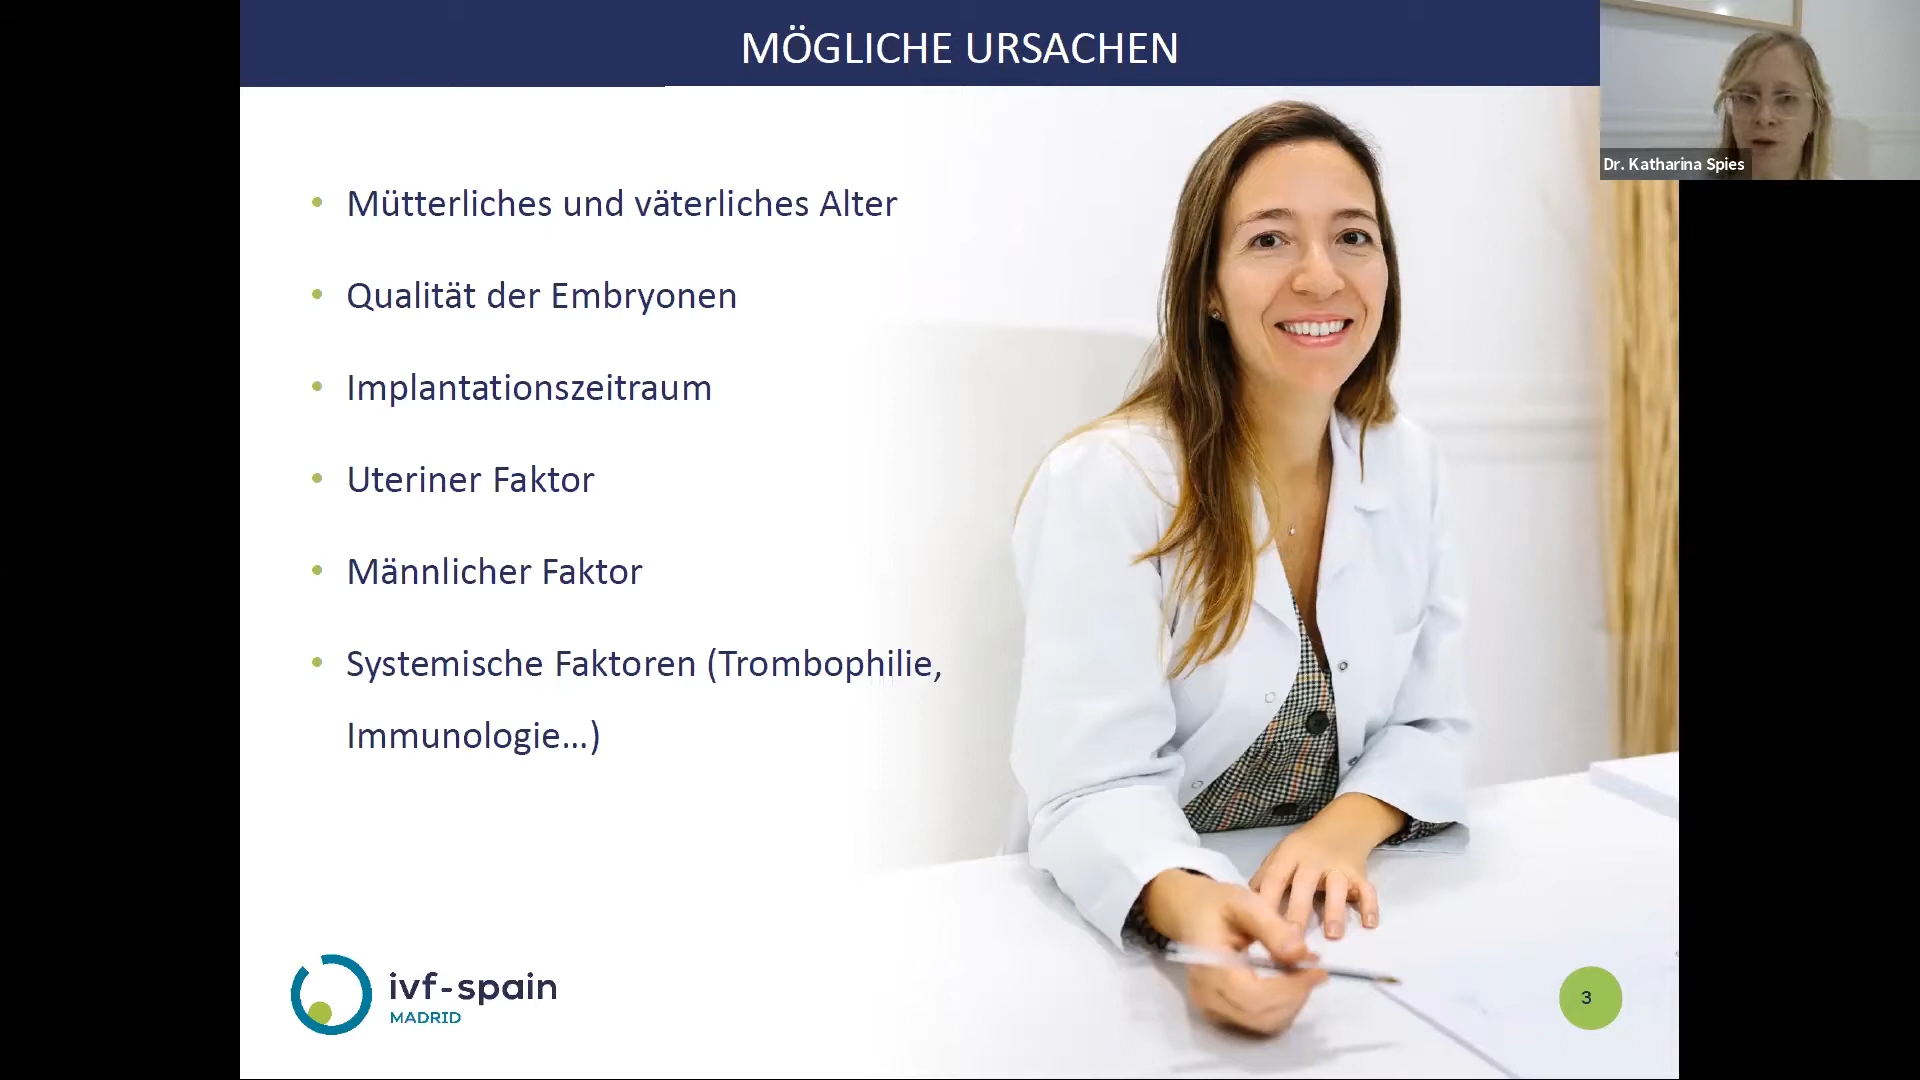 MÖGLICHE URSACHEN
Dr. Katharina Spies
• Mütterliches und väterliches Alter
• Qualität der Embryonen
• Implantationszeitraum
• Uteriner Faktor
• Männlicher Faktor
• Systemische Faktoren (Trombophilie,
Immunologie...)
ivf-spain
MADRID
3